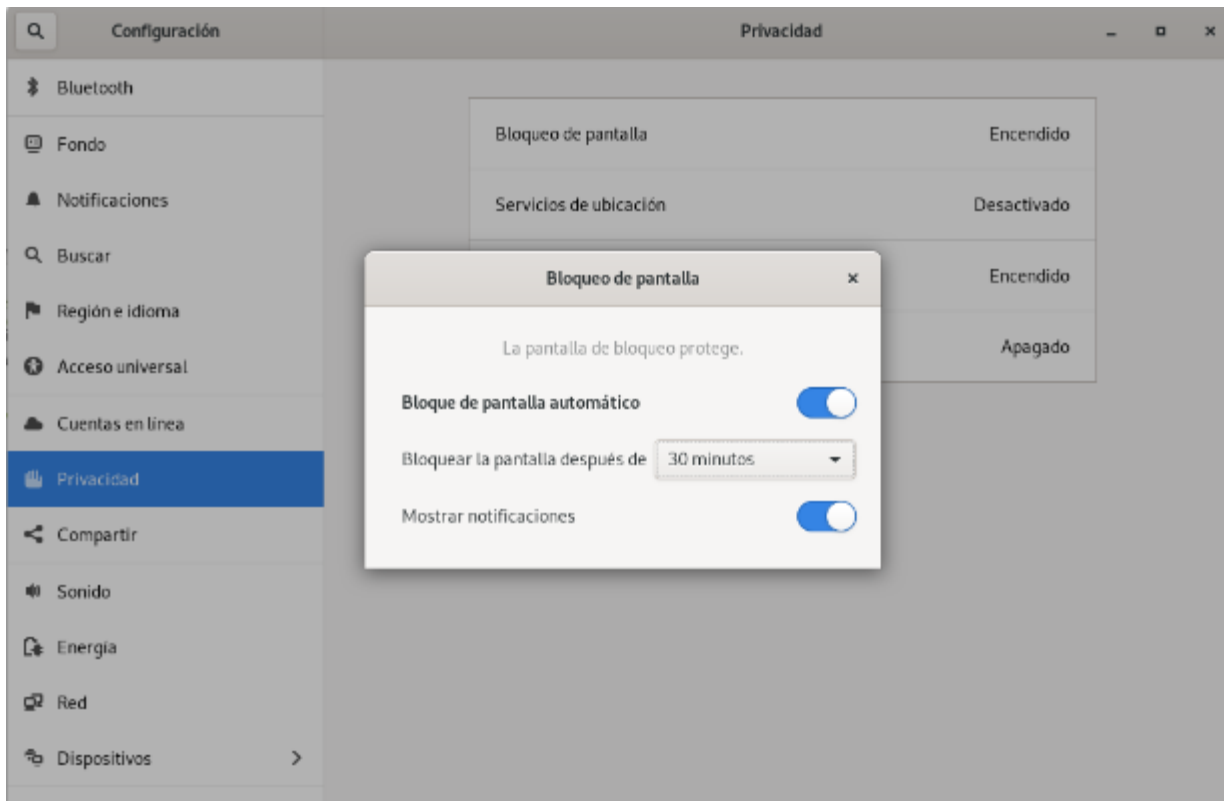 Configuración
Privacidad
Bluetooth
Fondo
Notificaciones
Buscar
Región e idioma
Acceso universal
Cuentas en línea
Privacidad
Compartir
Sonido
Energía
Red
Dispositivos
Bloqueo de pantalla Encendido
Servicios de ubicación Desactivado
Encendido
Apagado
Bloqueo de pantalla
La pantalla de bloqueo protege.
Bloque de pantalla automático
Bloquear la pantalla después de 30 minutos
Mostrar notificaciones